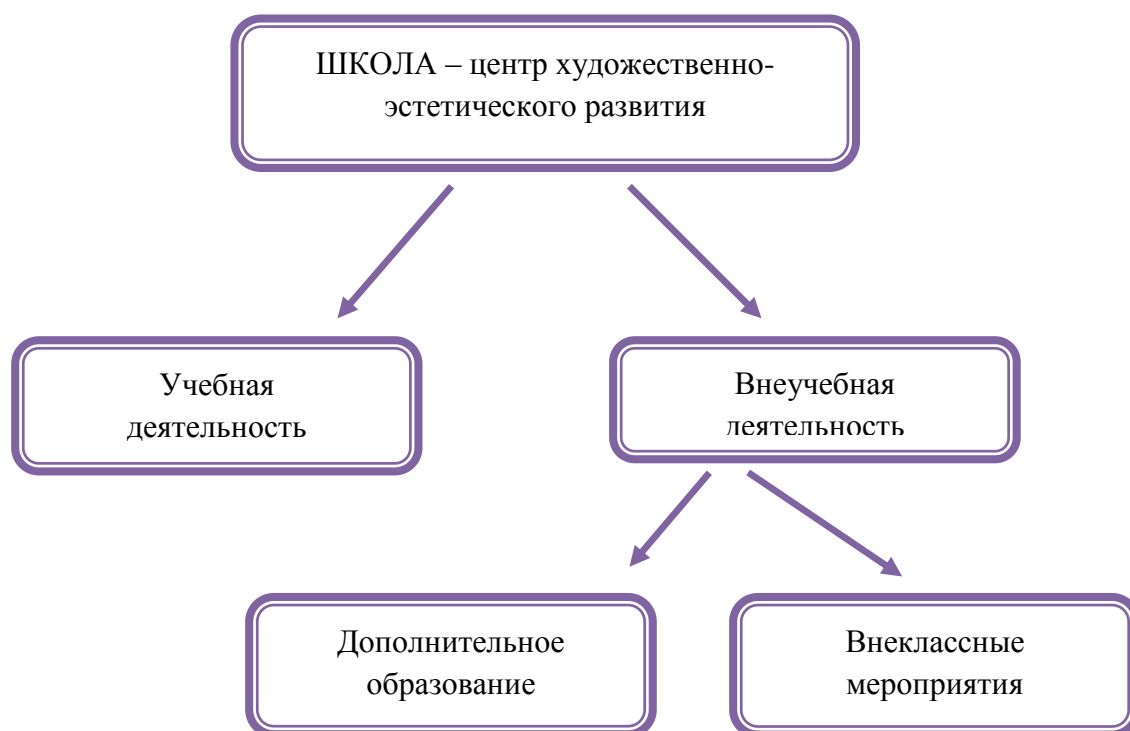 ШКОЛА – центр художественно-
эстетического развития
Учебная
деятельность
Внеучебная
деятельность
Дополнительное
образование
Внеклассные
мероприятия